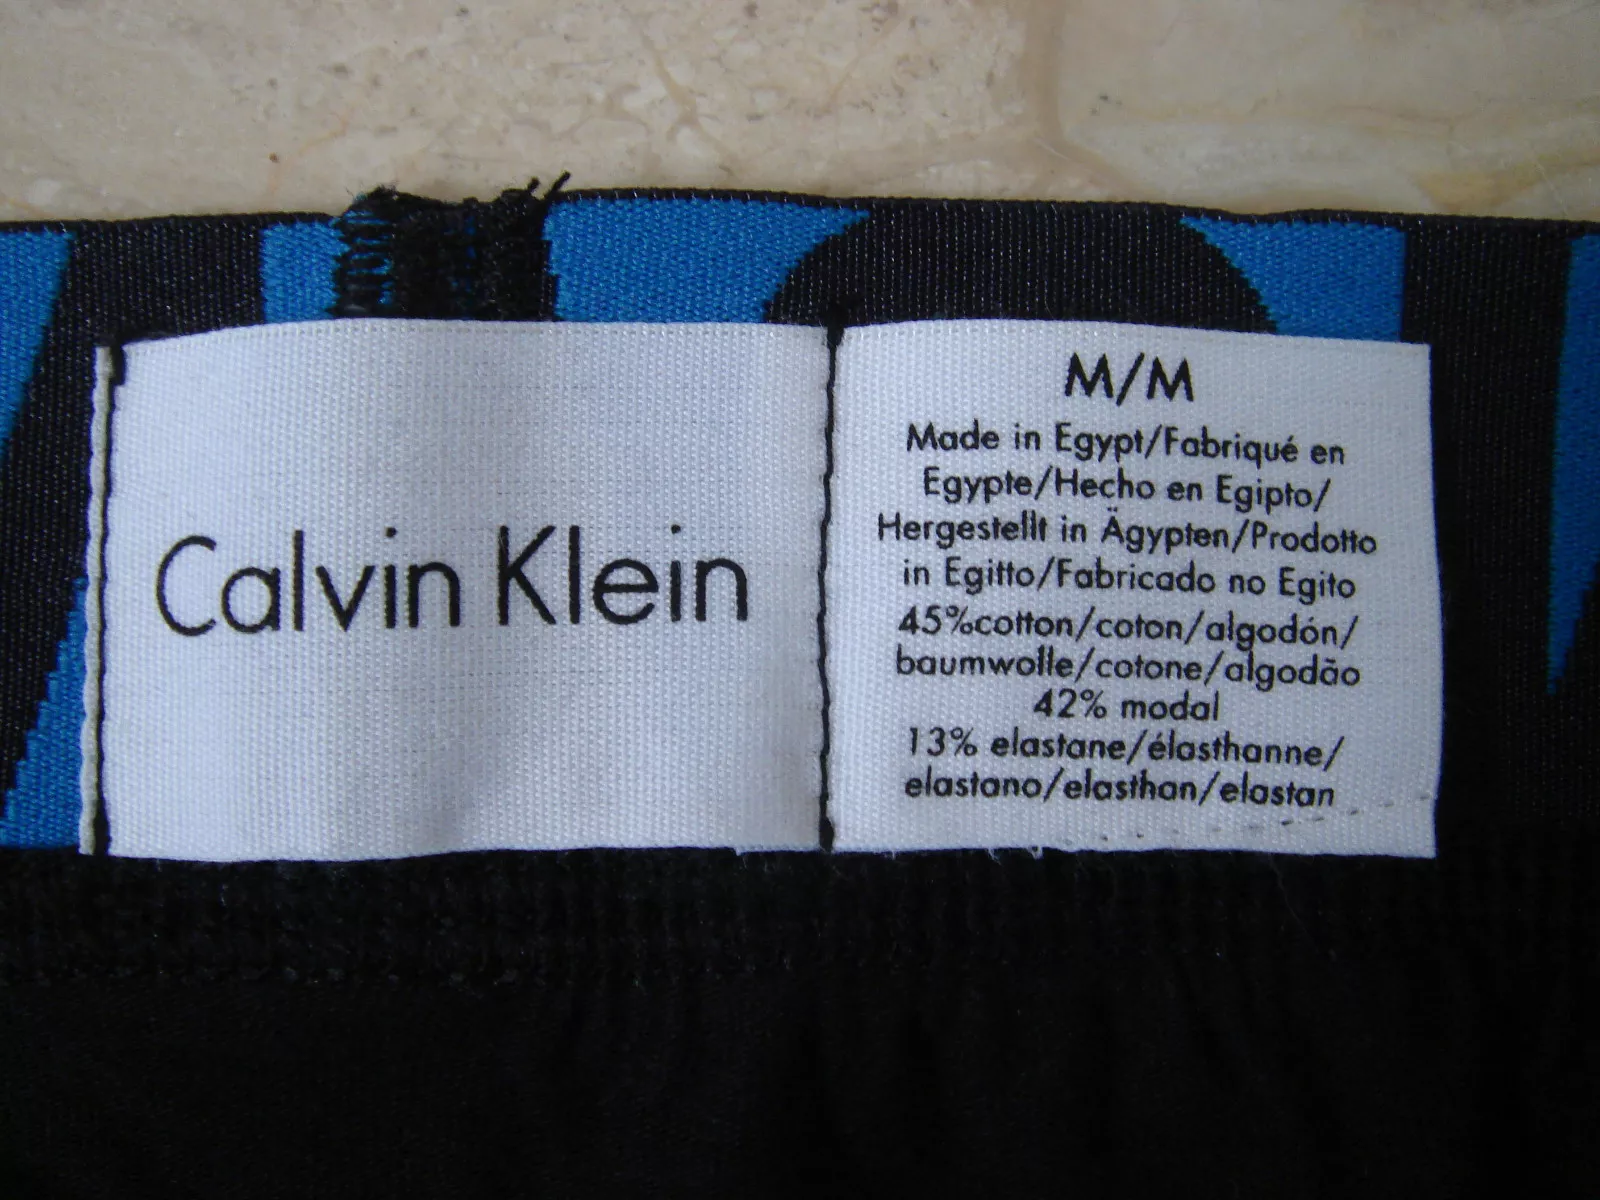 Calvin Klein
M/M
Made in Egypt/Fabriqué en
Egypte/Hecho en Egipto/
Hergestellt in Ägypten/Prodotto
in Egitto/Fabricado no Egito
45%cotton/coton/algodón/
baumwolle/cotone/algodão
42% modal
13% elastane/élasthanne/
elastano/elasthan/elastan